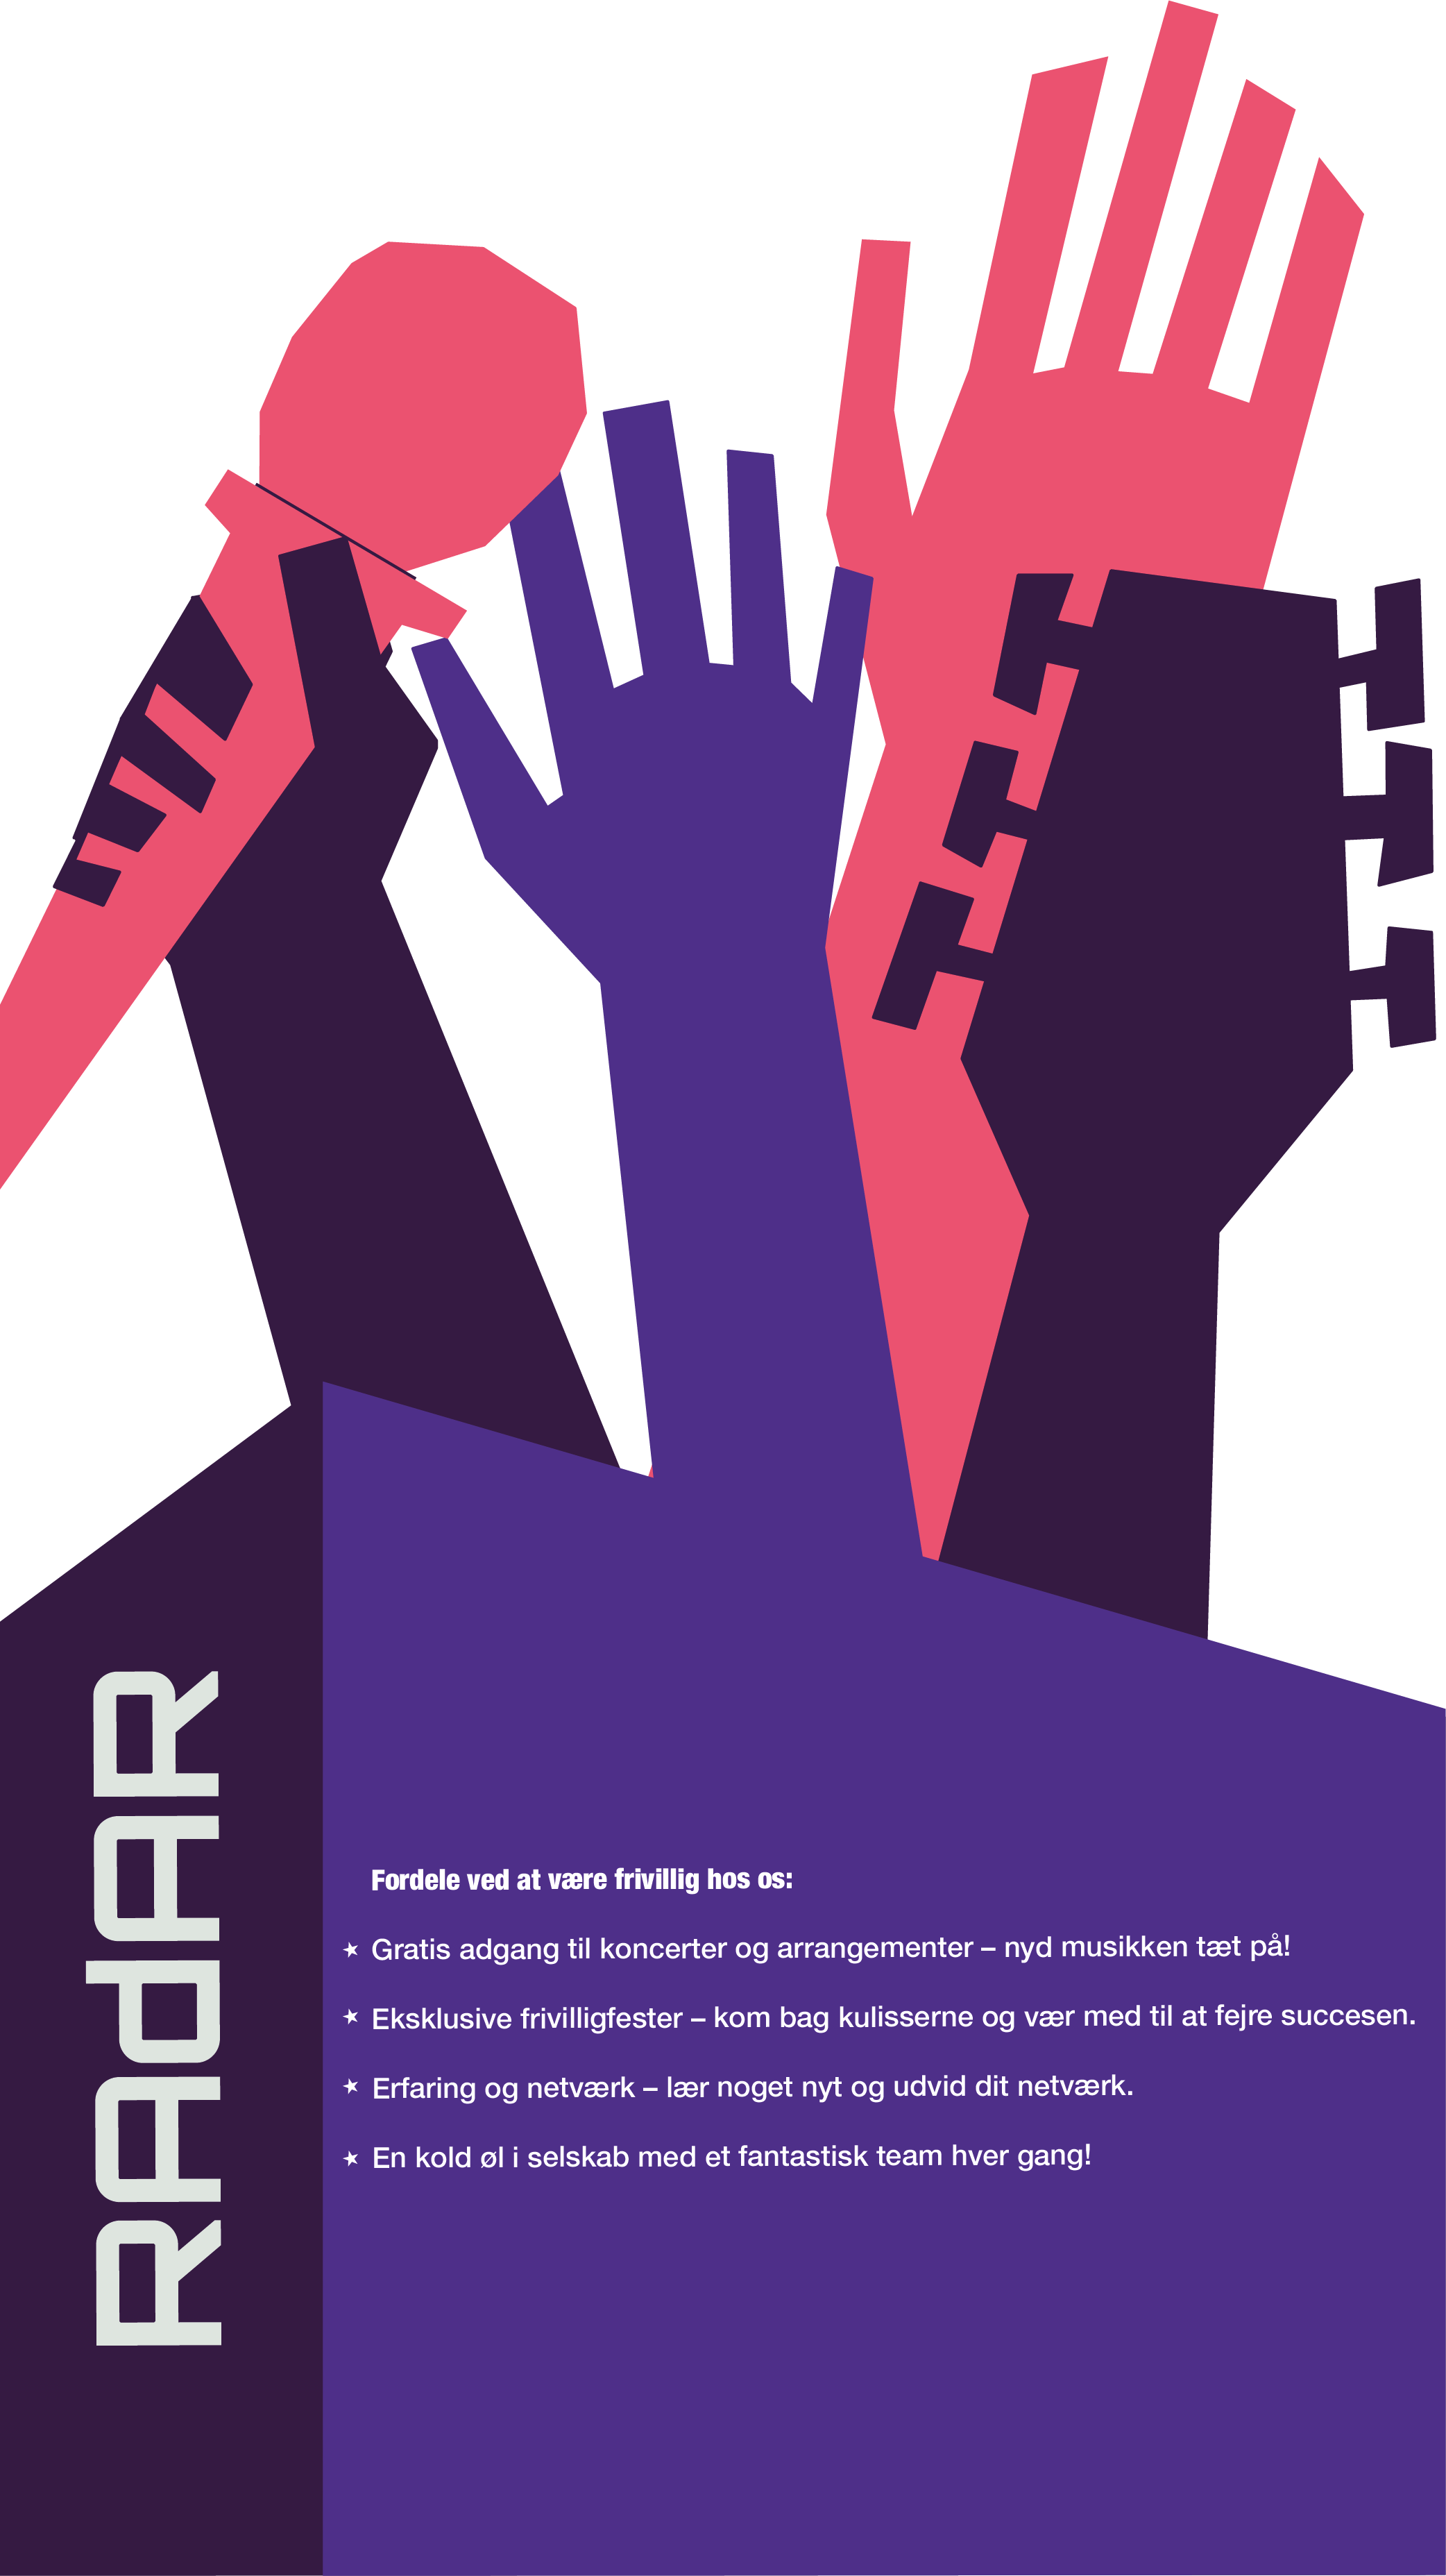 RAdAR
Fordele ved at være frivillig hos os:
★ Gratis adgang til koncerter og arrangementer – nyd musikken tæt på!
★ Eksklusive frivilligfester – kom bag kulisserne og vær med til at fejre succesen.
★ Erfaring og netværk – lær noget nyt og udvid dit netværk.
★ En kold øl i selskab med et fantastisk team hver gang!